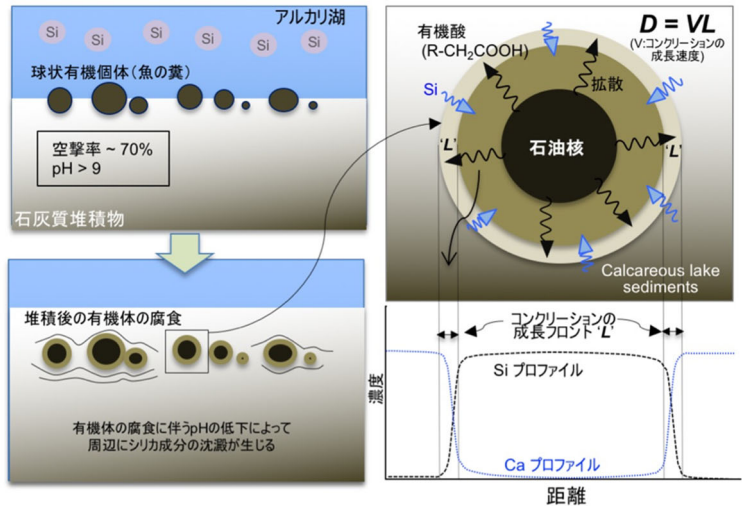 アルカリ湖
Si
Si
Si
Si
Si
Si
球状有機個体（魚の糞）
空撃率 ~ 70%
pH > 9
石灰質堆積物
堆積後の有機体の腐食
有機体の腐食に伴うpHの低下によって
周辺にシリカ成分の沈澱が生じる
有機酸
(R-CH2COOH)
D = VL
(V:コンクリーションの
成長速度)
Si
拡散
石油核
'L'
'L'
Calcareous lake
sediments
コンクリーションの
成長フロント 'L'
Si プロファイル
濃度
Ca プロファイル
距離